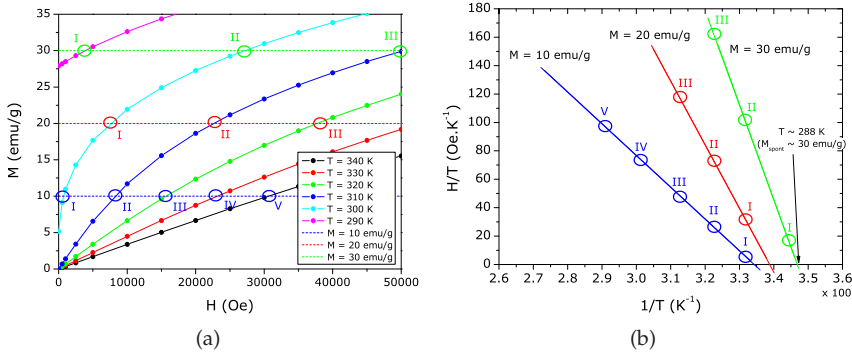 (a)
35
30
25
20
15
10
5
0
M (emu/g)
I
II
III
I
II
III
I
II
III
IV
V
T = 340 K
T = 330 K
T = 320 K
T = 310 K
T = 300 K
T = 290 K
M = 10 emu/g
M = 20 emu/g
M = 30 emu/g
0 10000 20000 30000 40000 50000
H (Oe)
(a)
(b)
180
160
140
120
100
80
60
40
20
0
H/T (Oe.K⁻¹)
M = 10 emu/g
M = 20 emu/g
M = 30 emu/g
III
II
I
III
II
I
V
IV
III
II
I
T ~ 288 K
(Mspont ~ 30 emu/g)
2.6 2.7 2.8 2.9 3.0 3.1 3.2 3.3 3.4 3.5 3.6
x 100
1/T (K⁻¹)
(b)